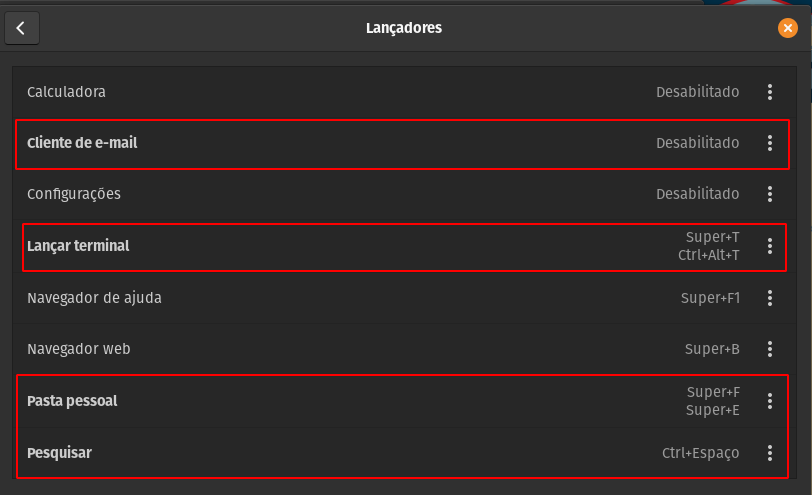 Lançadores
Calculadora Desabilitado
Cliente de e-mail Desabilitado
Configurações Desabilitado
Lançar terminal Super+T
Ctrl+Alt+T
Navegador de ajuda Super+F1
Navegador web Super+B
Pasta pessoal Super+F
Super+E
Pesquisar Ctrl+Espaço